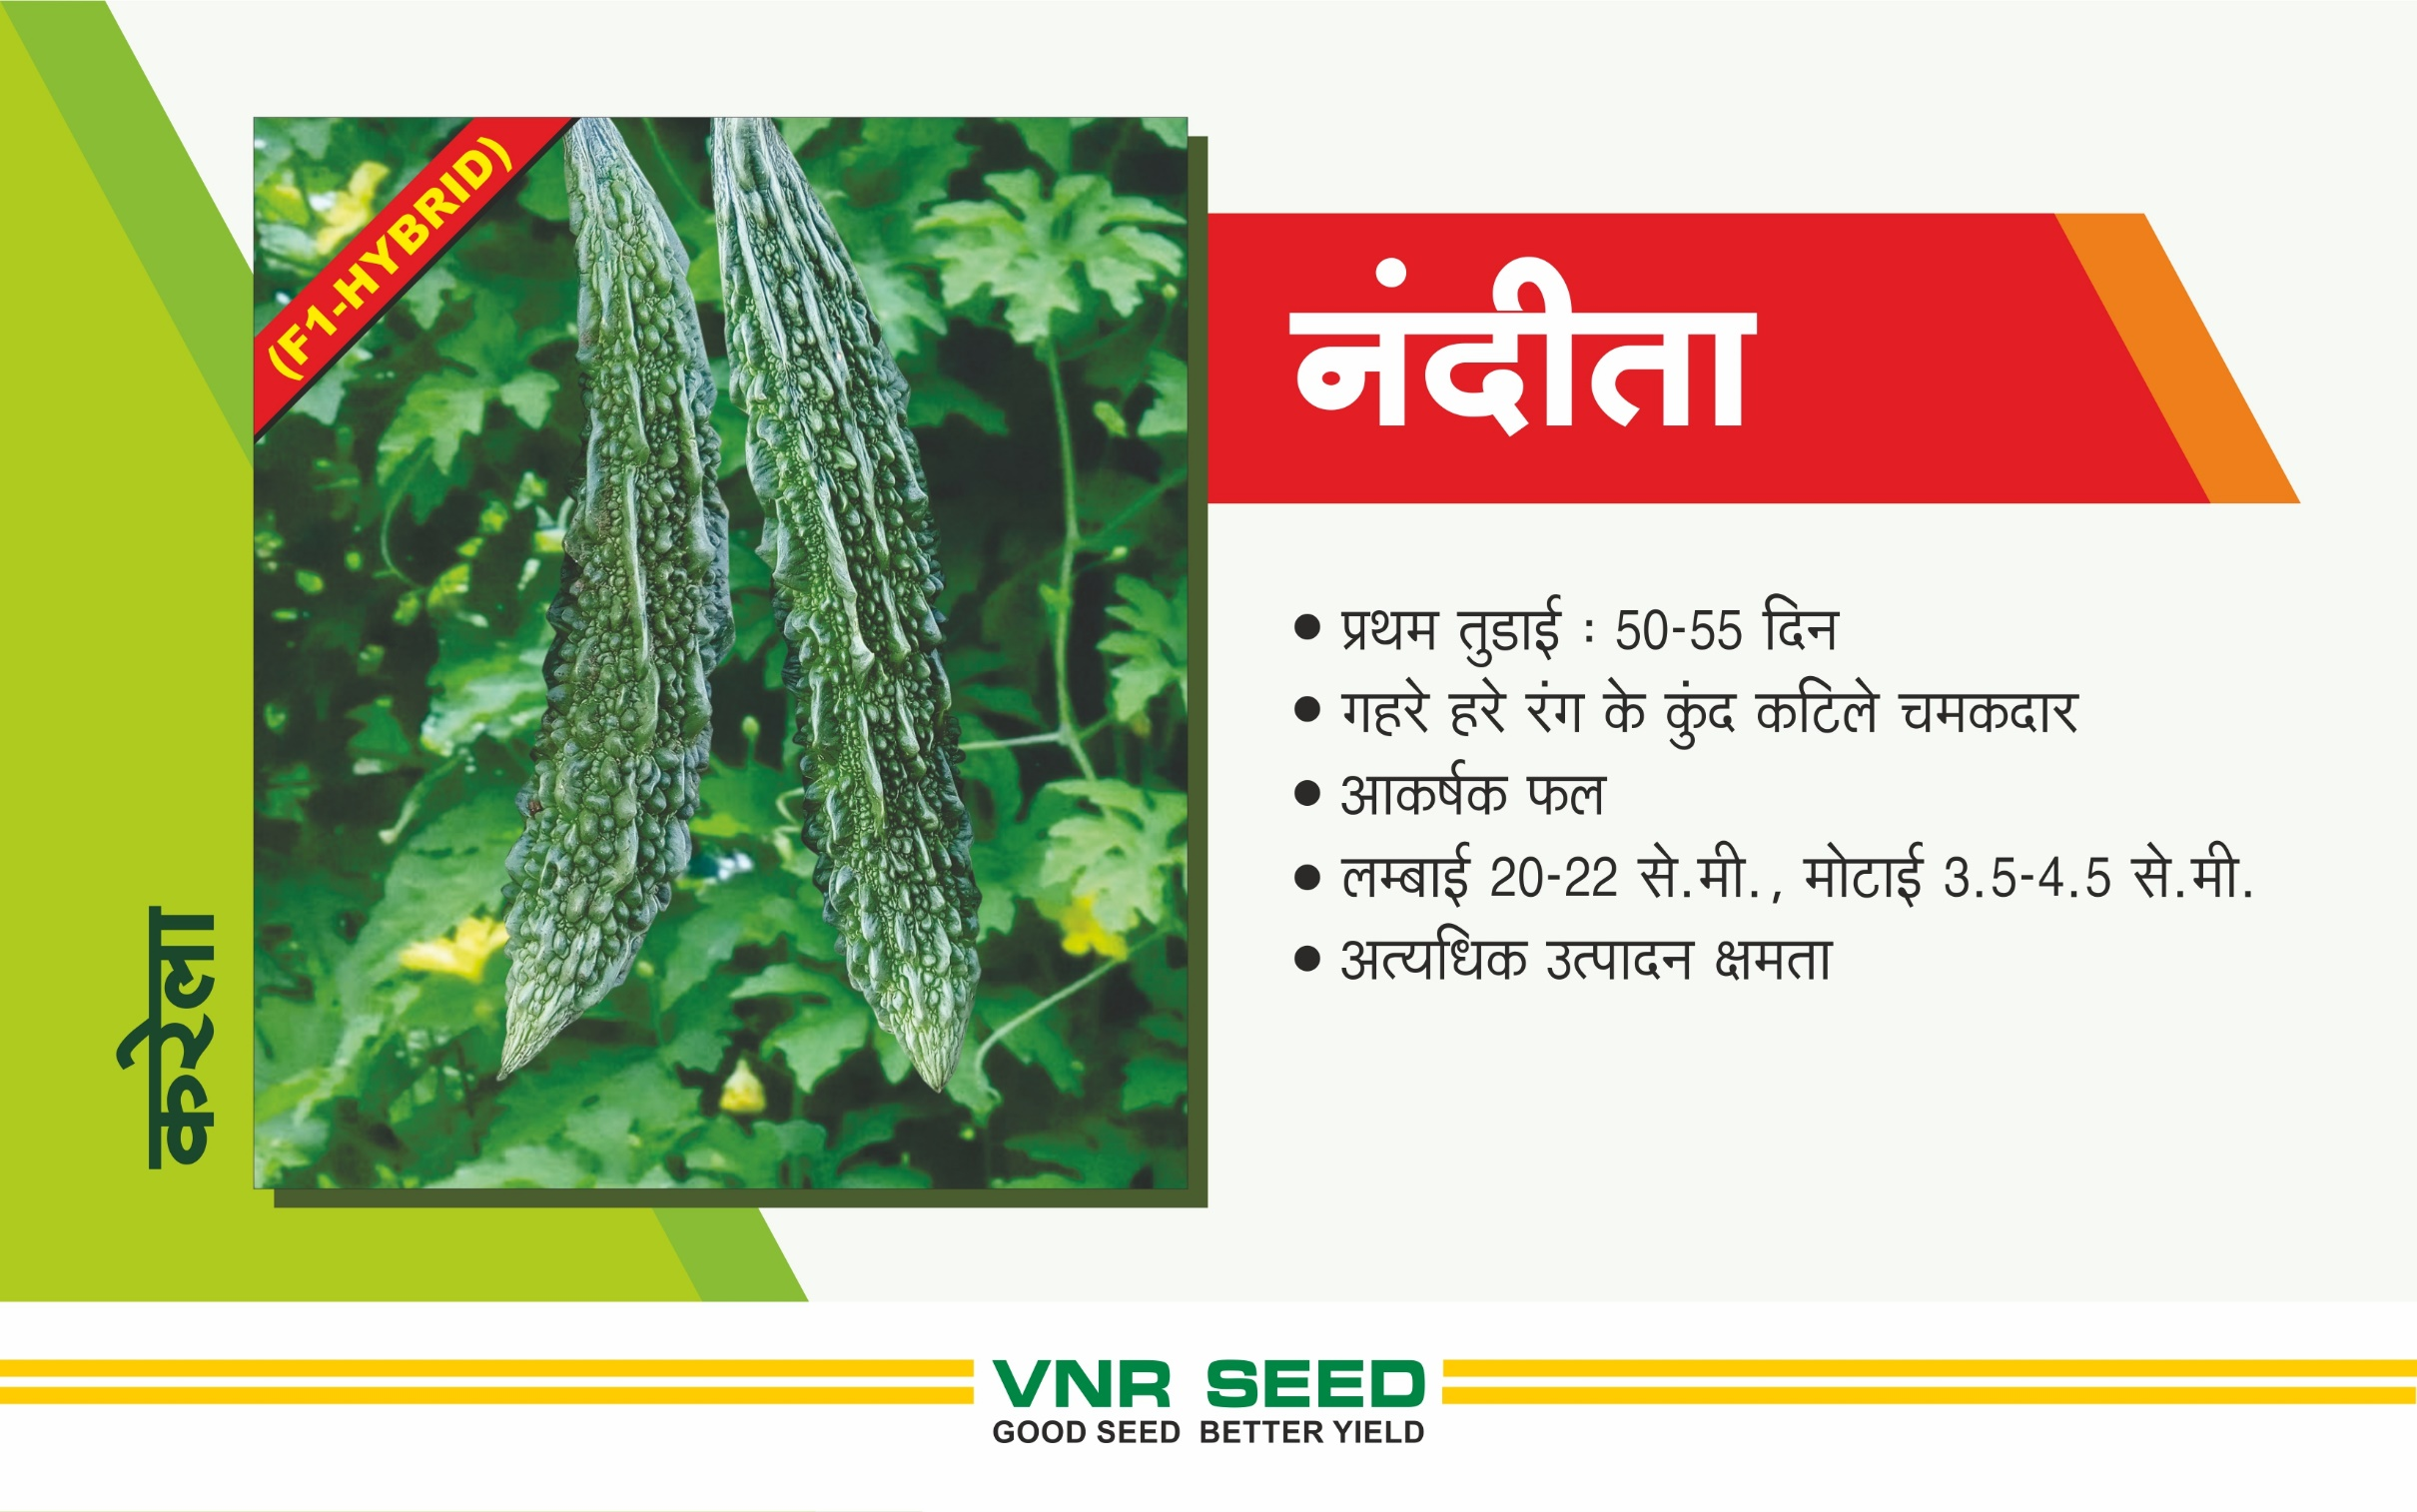 (F1-HYBRID)
करेला
नंदीता
● प्रथम तुडाई : 50-55 दिन
● गहरे हरे रंग के कुंद कटिले चमकदार
● आकर्षक फल
● लम्बाई 20-22 से.मी., मोटाई 3.5-4.5 से.मी.
● अत्यधिक उत्पादन क्षमता
VNR SEED
GOOD SEED BETTER YIELD